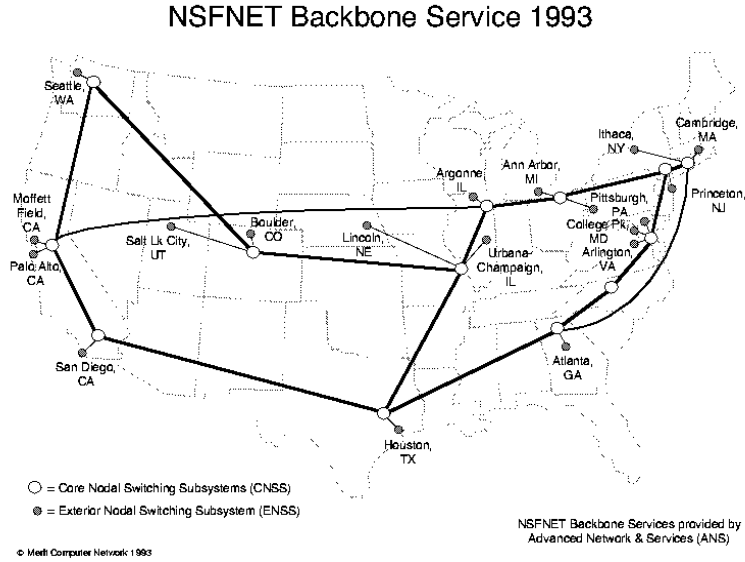 NSFNET Backbone Service 1993
Seattle,
WA
Cambridge,
MA
Ithaca,
NY
Ann Arbor,
MI
Argonne,
IL
Moffett
Field,
CA
Pittsburgh,
PA
Princeton,
NJ
Boulder,
CO
College Pk,
MD
Salt Lk City,
UT
Lincoln,
NE
Urbana-
Champaign,
IL
Arlington,
VA
Palo Alto,
CA
San Diego,
CA
Atlanta,
GA
Houston,
TX
= Core Nodal Switching Subsystems (CNSS)
= Exterior Nodal Switching Subsystem (ENSS)
NSFNET Backbone Services provided by
Advanced Network & Services (ANS)
© Merit Computer Network 1993